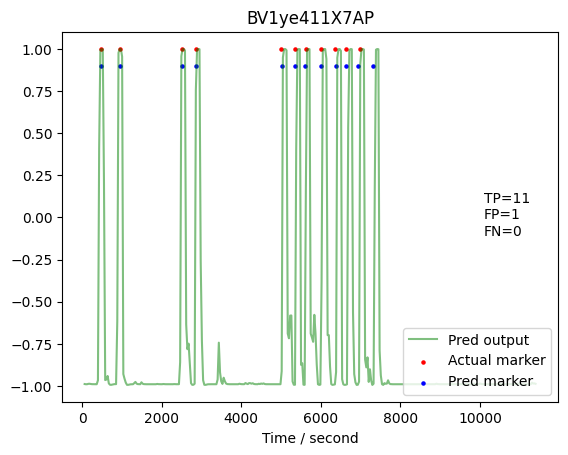 BV1ye411X7AP
1.00
0.75
0.50
0.25
0.00
−0.25
−0.50
−0.75
−1.00
TP=11
FP=1
FN=0
Pred output
Actual marker
Pred marker
0 2000 4000 6000 8000 10000
Time / second